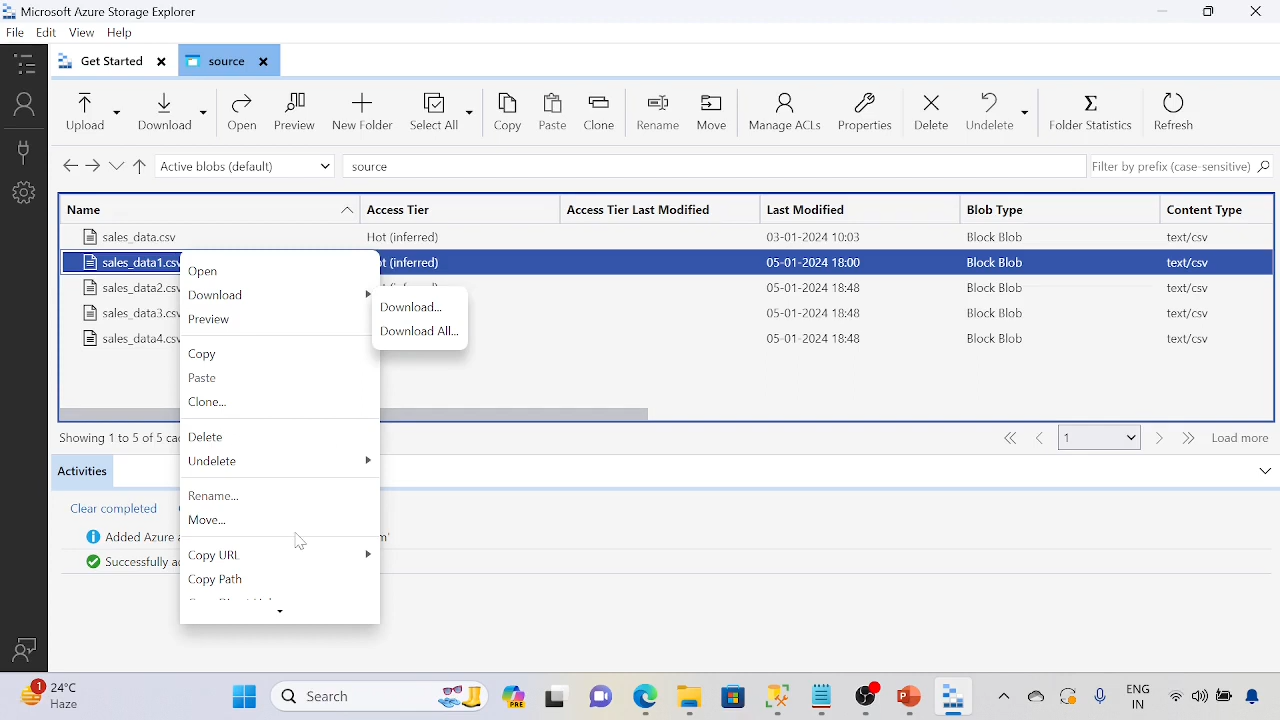 Microsoft Azure Storage Explorer
File Edit View Help
Get Started
source
Upload Download Open Preview New Folder Select All Copy Paste Clone Rename Move Manage ACLs Properties Delete Undelete Folder Statistics Refresh
Active blobs (default) source Filter by prefix (case-sensitive)
Name Access Tier Access Tier Last Modified Last Modified Blob Type Content Type
sales_data.csv Hot (inferred) 03-01-2024 10:03 Block Blob text/csv
sales_data1.csv (inferred) 05-01-2024 18:00 Block Blob text/csv
sales_data2.csv 05-01-2024 18:48 Block Blob text/csv
sales_data3.csv 05-01-2024 18:48 Block Blob text/csv
sales_data4.csv 05-01-2024 18:48 Block Blob text/csv
Open
Download
Preview
Copy
Paste
Clone...
Delete
Undelete
Rename...
Move...
Copy URL
Copy Path
Download...
Download All...
Showing 1 to 5 of 5 1 Load more
Activities
Clear completed
Added Azure
Successfully
1 24°C
Haze
Search
PRE
ENG
IN